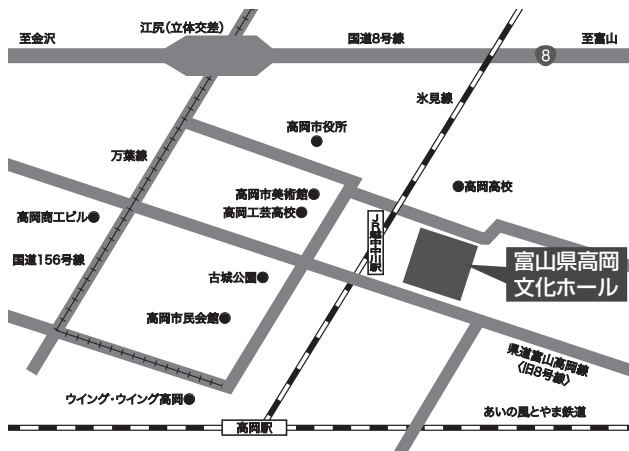 江尻（立体交差）
至金沢
国道8号線
8
至富山
氷見線
高岡市役所
万葉線
高岡高校
高岡市美術館
高岡工芸高校
高岡商工ビル
JR越中中川駅
国道156号線
古城公園
富山県高岡
文化ホール
高岡市民会館
県道富山高岡線
〈旧8号線〉
ウイング・ウイング高岡
あいの風とやま鉄道
高岡駅